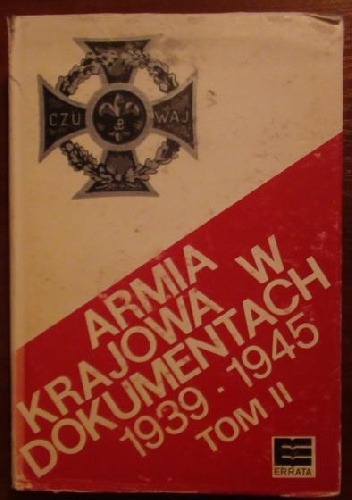 CZU WAJ
ARMIA
KRAJOWA W
DOKUMENTACH
1939-1945
TOM II
ERRATA